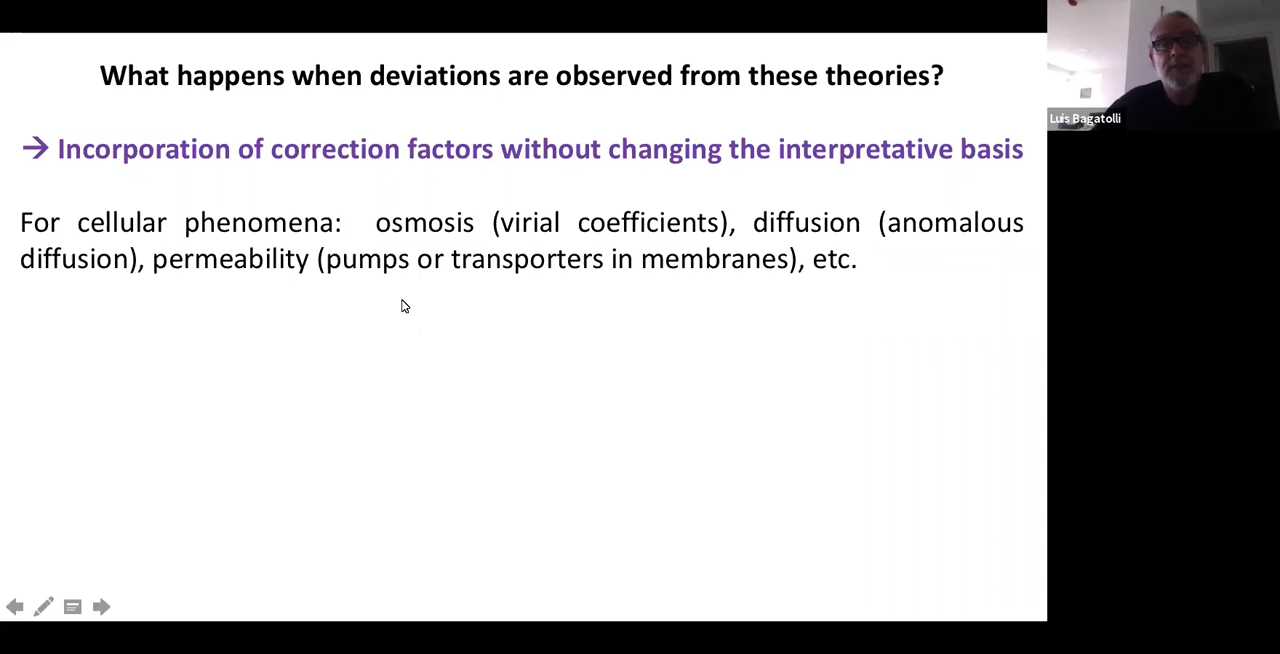 What happens when deviations are observed from these theories?
→ Incorporation of correction factors without changing the interpretative basis
For cellular phenomena: osmosis (virial coefficients), diffusion (anomalous
diffusion), permeability (pumps or transporters in membranes), etc.
Luis Bagatolli